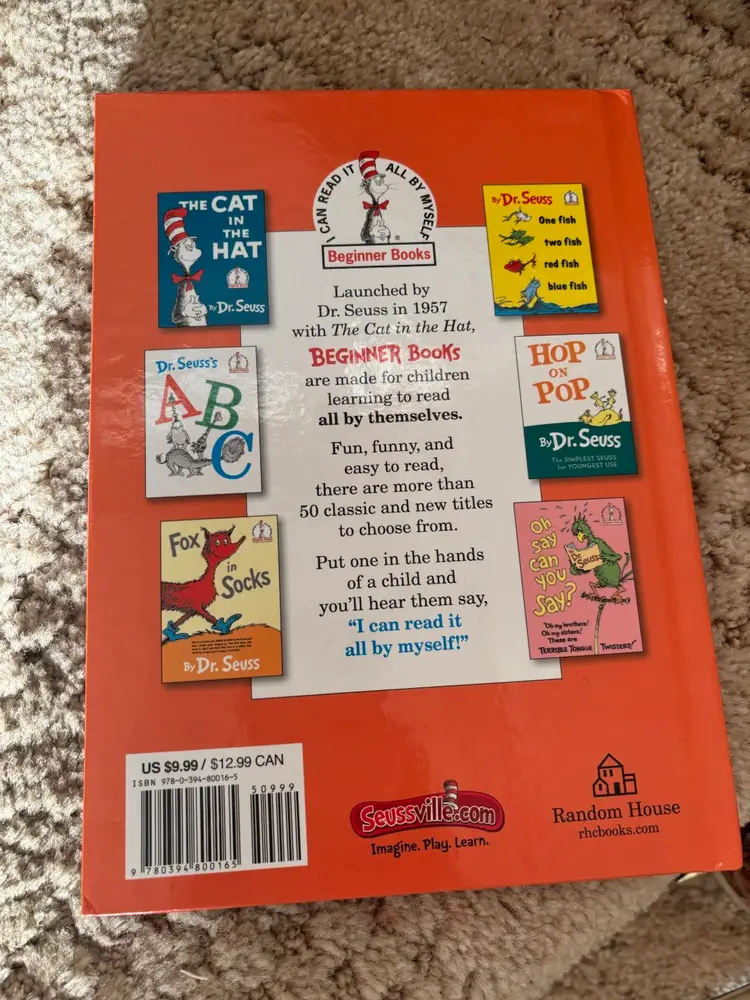 I CAN READ IT ALL BY MYSELF
Beginner Books
THE CAT
IN
THE
HAT
By Dr. Seuss
By Dr. Seuss
One fish
two fish
red fish
blue fish
Dr. Seuss's
A
B
C
HOP
ON
POP
By Dr. Seuss
THE SIMPLEST SEUSS
for YOUNGEST USE
Fox
in
Socks
By Dr. Seuss
Oh
say
can
you
Say?
Dr. Seuss
"Oh my brothers!
Oh my sisters!
These are
TERRIBLE TONGUE TWISTERS!"
Launched by
Dr. Seuss in 1957
with The Cat in the Hat,
BEGINNER BOOKS
are made for children
learning to read
all by themselves.
Fun, funny, and
easy to read,
there are more than
50 classic and new titles
to choose from.
Put one in the hands
of a child and
you'll hear them say,
"I can read it
all by myself!"
US $9.99 / $12.99 CAN
ISBN 978-0-394-80016-5
50999
9 780394 800165
Seussville.com
Imagine. Play. Learn.
Random House
rhcbooks.com